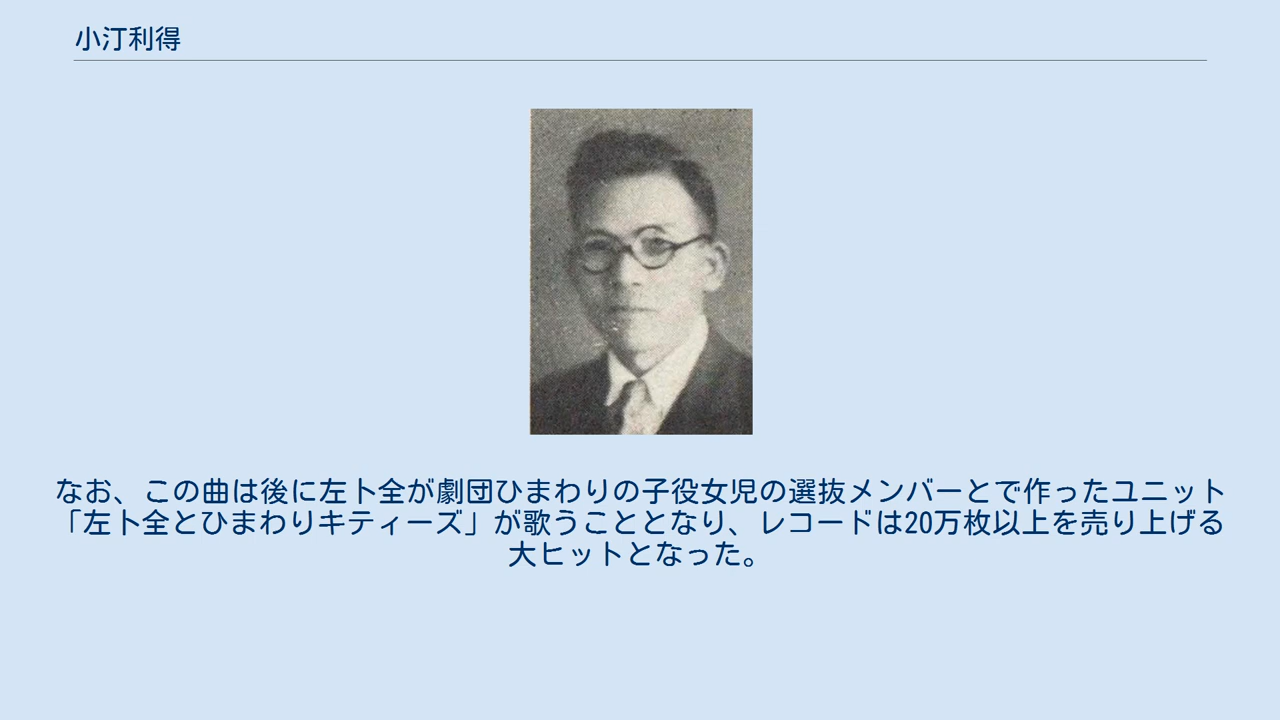 小汀利得
なお、この曲は後に左卜全が劇団ひまわりの子役女児の選抜メンバーとで作ったユニット
「左卜全とひまわりキティーズ」が歌うこととなり、レコードは20万枚以上を売り上げる
大ヒットとなった。